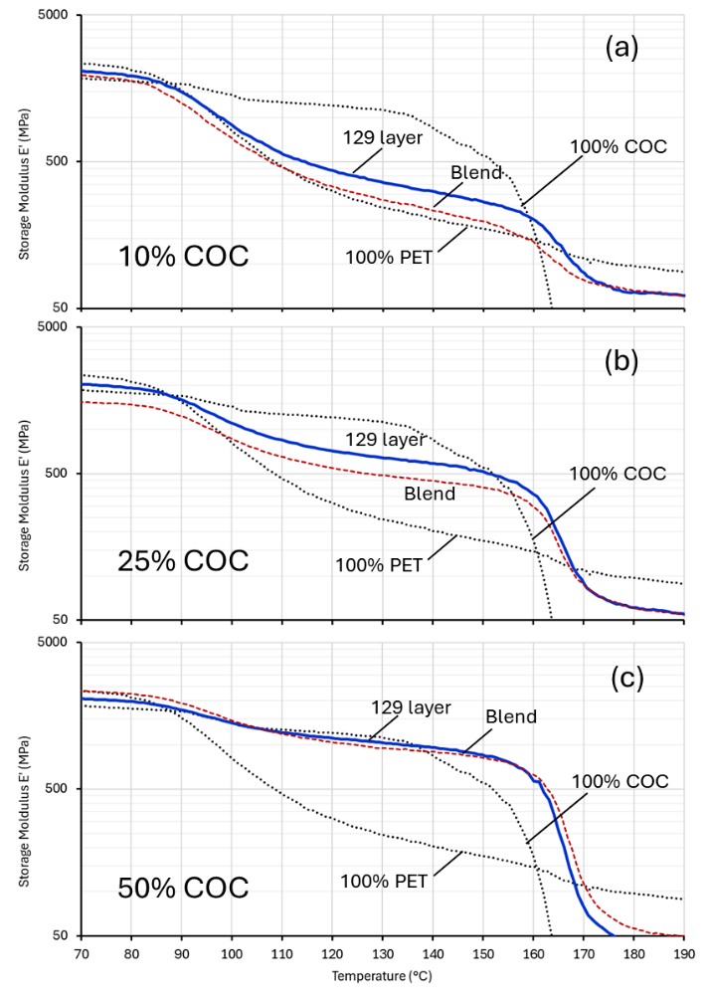 5000
(a)
129 layer
100% COC
500
Blend
100% PET
10% COC
Storage Moldulus E' (MPa)
50
5000
(b)
129 layer
500
100% COC
Blend
100% PET
25% COC
Storage Moldulus E' (MPa)
50
5000
(c)
129 layer
Blend
500
100% COC
100% PET
50% COC
Storage Moldulus E' (MPa)
50
70 80 90 100 110 120 130 140 150 160 170 180 190
Temperature (°C)